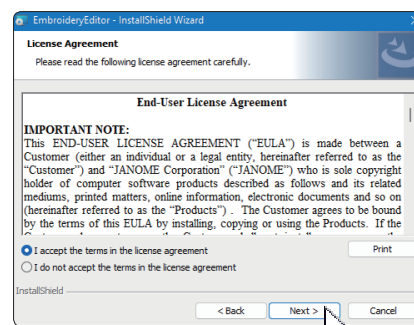 EmbroideryEditor - InstallShield Wizard
License Agreement
Please read the following license agreement carefully.
End-User License Agreement
IMPORTANT NOTE:
This END-USER LICENSE AGREEMENT (“EULA”) is made between a
Customer (either an individual or a legal entity, hereinafter referred to as the
“Customer”) and “JANOME Corporation” (“JANOME”) who is sole copyright
holder of computer software products described as follows and its related
mediums, printed matters, online information, electronic documents and so on
(hereinafter referred to as the “Products”) . The Customer agrees to be bound
by the terms of this EULA by installing, copying or using the Products. If the
I accept the terms in the license agreement
Print
I do not accept the terms in the license agreement
InstallShield
< Back
Next >
Cancel